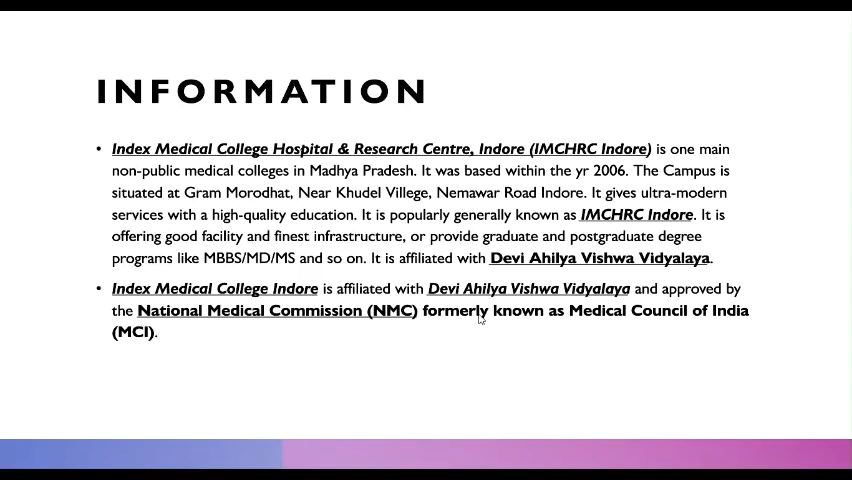 INFORMATION
• Index Medical College Hospital & Research Centre, Indore (IMCHRC Indore) is one main
non-public medical colleges in Madhya Pradesh. It was based within the yr 2006. The Campus is
situated at Gram Morodhat, Near Khudel Villege, Nemawar Road Indore. It gives ultra-modern
services with a high-quality education. It is popularly generally known as IMCHRC Indore. It is
offering good facility and finest infrastructure, or provide graduate and postgraduate degree
programs like MBBS/MD/MS and so on. It is affiliated with Devi Ahilya Vishwa Vidyalaya.
• Index Medical College Indore is affiliated with Devi Ahilya Vishwa Vidyalaya and approved by
the National Medical Commission (NMC) formerly known as Medical Council of India
(MCI).